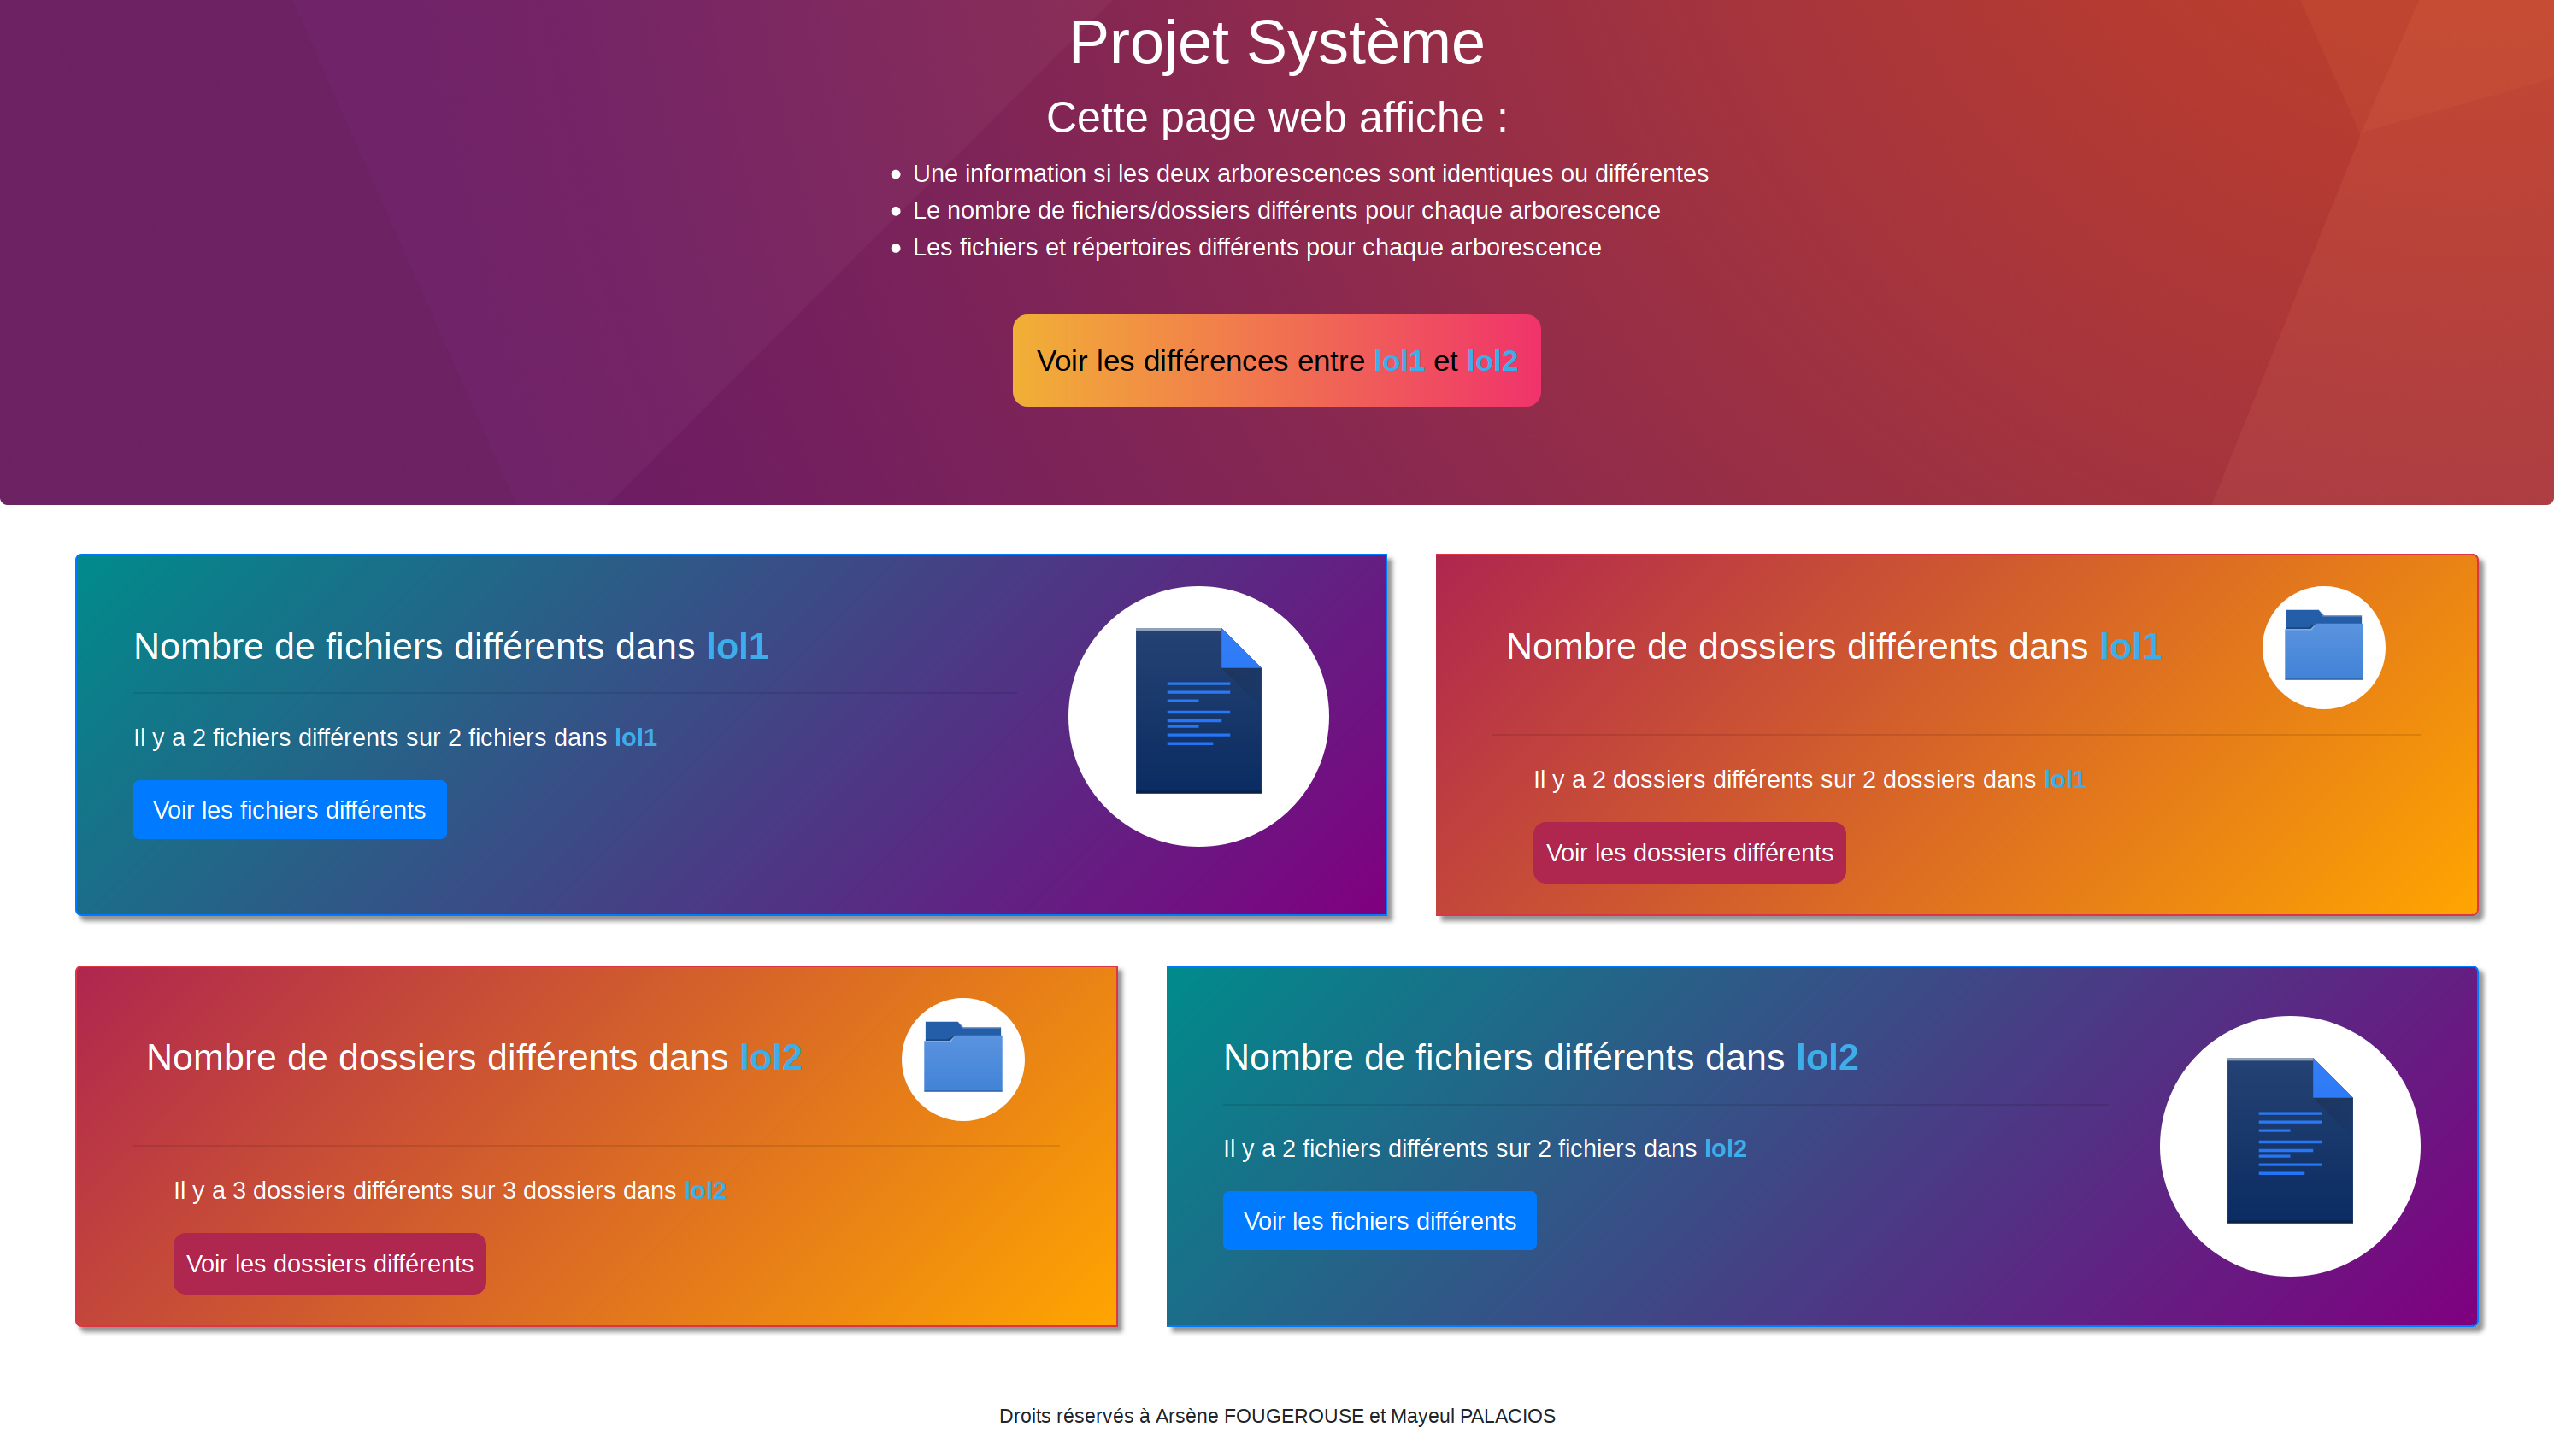 Projet Système
Cette page web affiche :
Une information si les deux arborescences sont identiques ou différentes
Le nombre de fichiers/dossiers différents pour chaque arborescence
Les fichiers et répertoires différents pour chaque arborescence
Voir les différences entre lol1 et lol2
Nombre de fichiers différents dans lol1
Il y a 2 fichiers différents sur 2 fichiers dans lol1
Voir les fichiers différents
Nombre de dossiers différents dans lol1
Il y a 2 dossiers différents sur 2 dossiers dans lol1
Voir les dossiers différents
Nombre de dossiers différents dans lol2
Il y a 3 dossiers différents sur 3 dossiers dans lol2
Voir les dossiers différents
Nombre de fichiers différents dans lol2
Il y a 2 fichiers différents sur 2 fichiers dans lol2
Voir les fichiers différents
Droits réservés à Arsène FOUGEROUSE et Mayeul PALACIOS